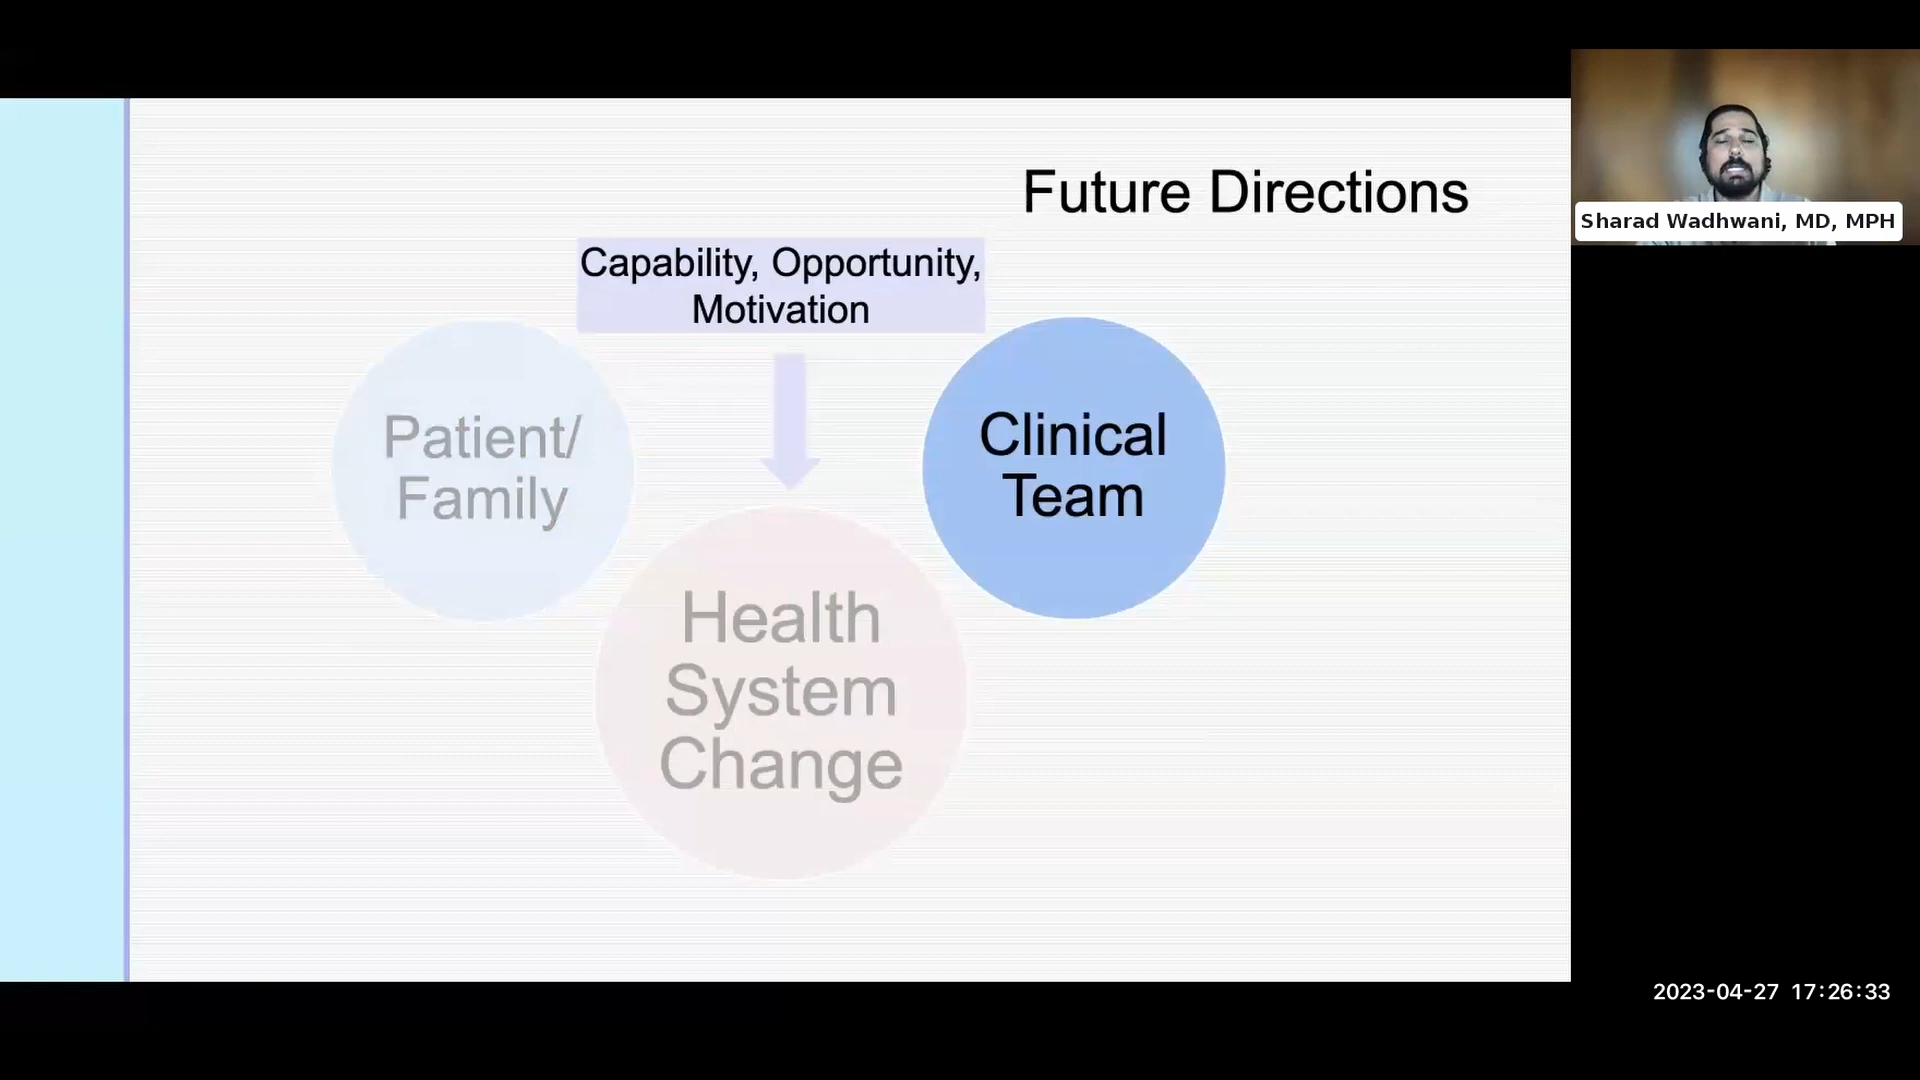 Future Directions
Capability, Opportunity,
Motivation
Patient/
Family
Clinical
Team
Health
System
Change
Sharad Wadhwani, MD, MPH
2023-04-27 17:26:33